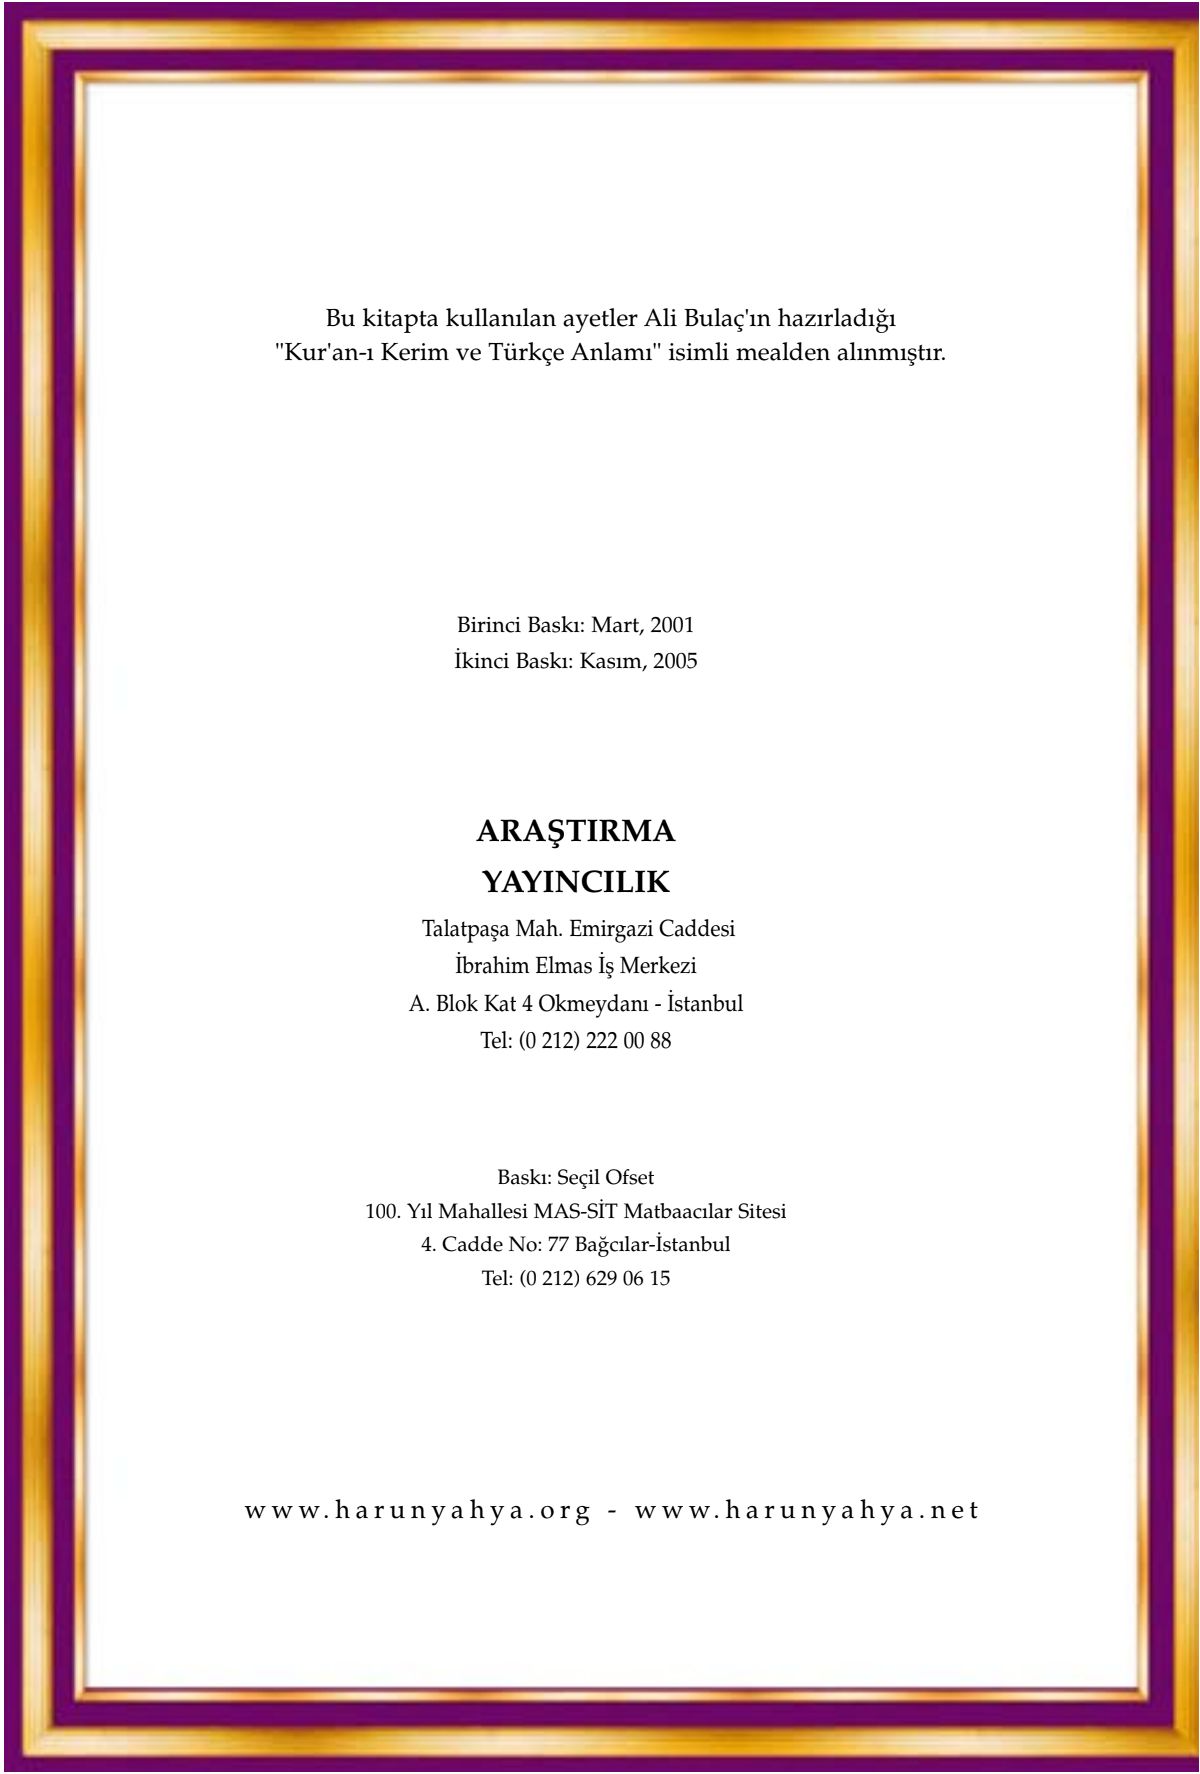 Bu kitapta kullanılan ayetler Ali Bulaç'ın hazırladığı
"Kur'an-ı Kerim ve Türkçe Anlamı" isimli mealden alınmıştır.
Birinci Baskı: Mart, 2001
İkinci Baskı: Kasım, 2005
ARAŞTIRMA
YAYINCILIK
Talatpaşa Mah. Emirgazi Caddesi
İbrahim Elmas İş Merkezi
A. Blok Kat 4 Okmeydanı - İstanbul
Tel: (0 212) 222 00 88
Baskı: Seçil Ofset
100. Yıl Mahallesi MAS-SİT Matbaacılar Sitesi
4. Cadde No: 77 Bağcılar-İstanbul
Tel: (0 212) 629 06 15
www.harunyahya.org - www.harunyahya.net